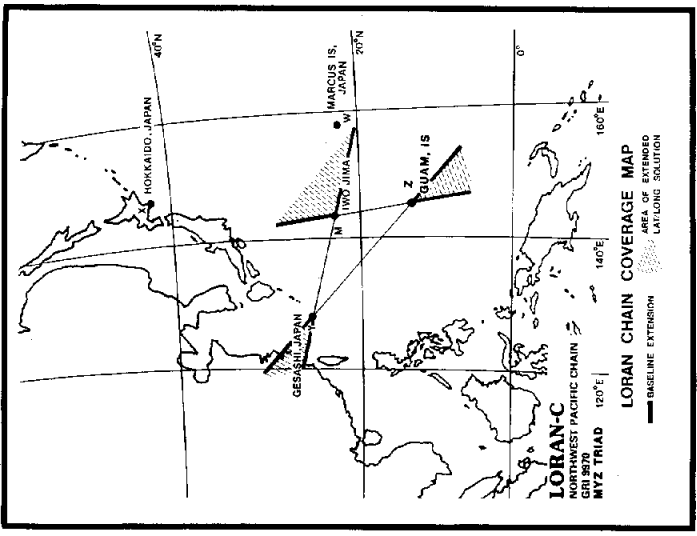 40°N
HOKKAIDO, JAPAN
X
20°N
MARCUS IS,
JAPAN
W
IWO JIMA
M
0°
160°E
Z
GUAM, IS
140°E
GESASHI, JAPAN
Y
120°E
LORAN-C
NORTHWEST PACIFIC CHAIN
GRI 9970
MYZ TRIAD
LORAN CHAIN COVERAGE MAP
BASELINE EXTENSION
AREA OF EXTENDED
LAT/LONG SOLUTION